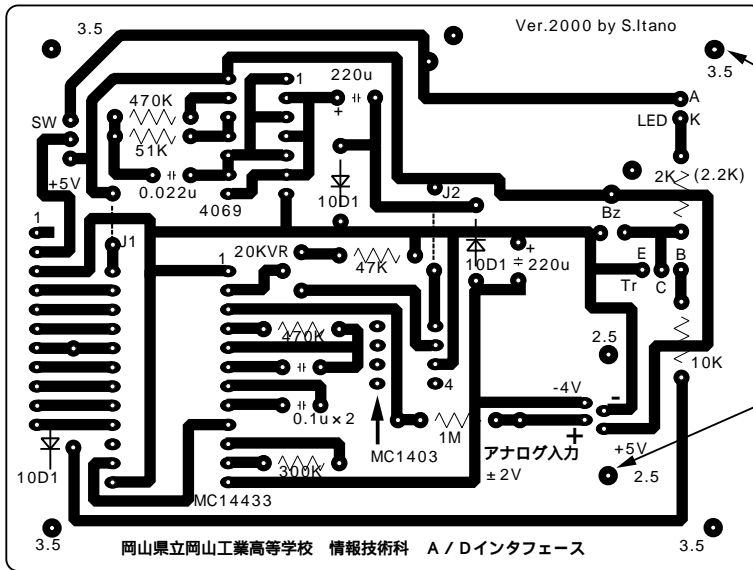 3.5
Ver.2000 by S.Itano
3.5
1
220u
+
470K
SW
51K
A
LED K
+5V
0.022u
4069
10D1
J2
2K (2.2K)
1
J1
Bz
20KVR
1
47K
10D1
+
220u
E
B
Tr
C
470K
2.5
10K
4
-4V
-
0.1u×2
1M
+
MC1403
アナログ入力
+5V
±2V
2.5
10D1
300K
MC14433
3.5
3.5
岡山県立岡山工業高等学校 情報技術科 A/Dインタフェース